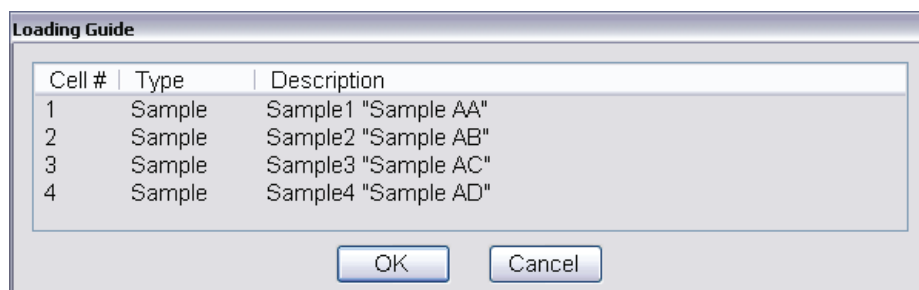 Loading Guide
Cell # Type Description
1 Sample Sample1 "Sample AA"
2 Sample Sample2 "Sample AB"
3 Sample Sample3 "Sample AC"
4 Sample Sample4 "Sample AD"
OK Cancel